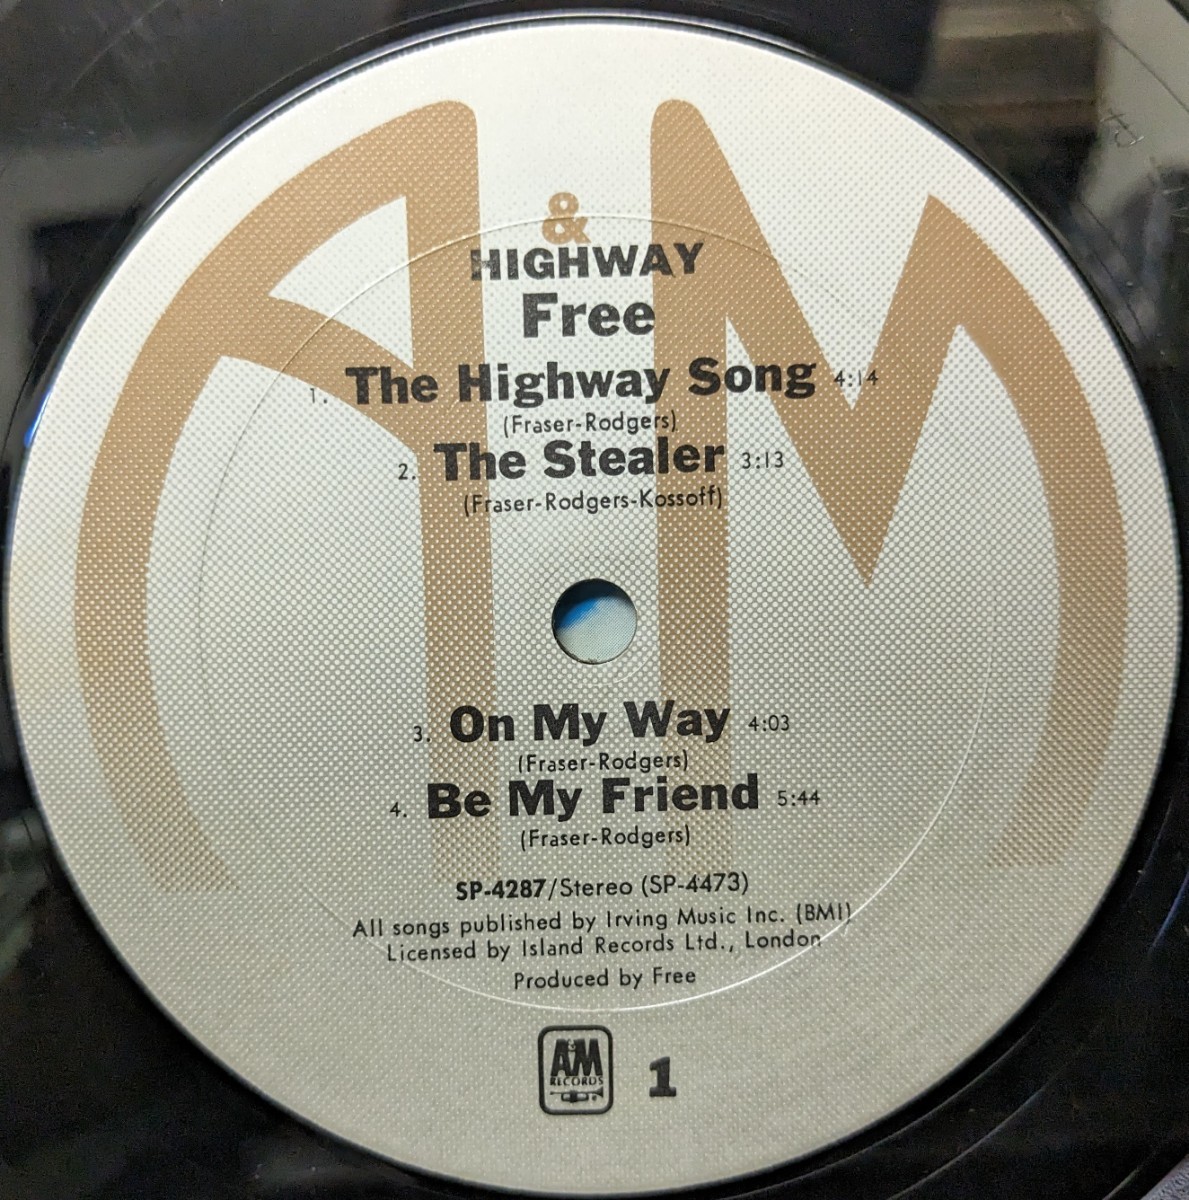 A & M
HIGHWAY
Free
1. The Highway Song 4:14
(Fraser-Rodgers)
2. The Stealer 3:13
(Fraser-Rodgers-Kossoff)
3. On My Way 4:03
(Fraser-Rodgers)
4. Be My Friend 5:44
(Fraser-Rodgers)
SP-4287/Stereo (SP-4473)
All songs published by Irving Music Inc. (BMI)
Licensed by Island Records Ltd., London
Produced by Free
A&M
RECORDS
1